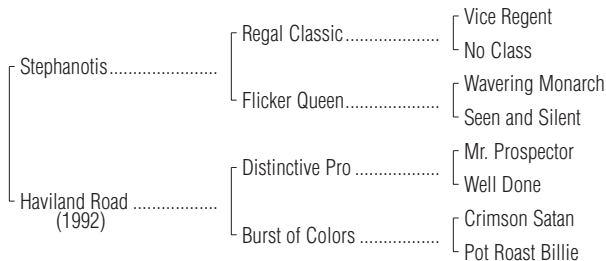 Vice Regent
Regal Classic....................
No Class
Stephanotis.......................
Wavering Monarch
Flicker Queen....................
Seen and Silent
Mr. Prospector
Distinctive Pro ..................
Well Done
Haviland Road ..................
(1992)
Crimson Satan
Burst of Colors .................
Pot Roast Billie